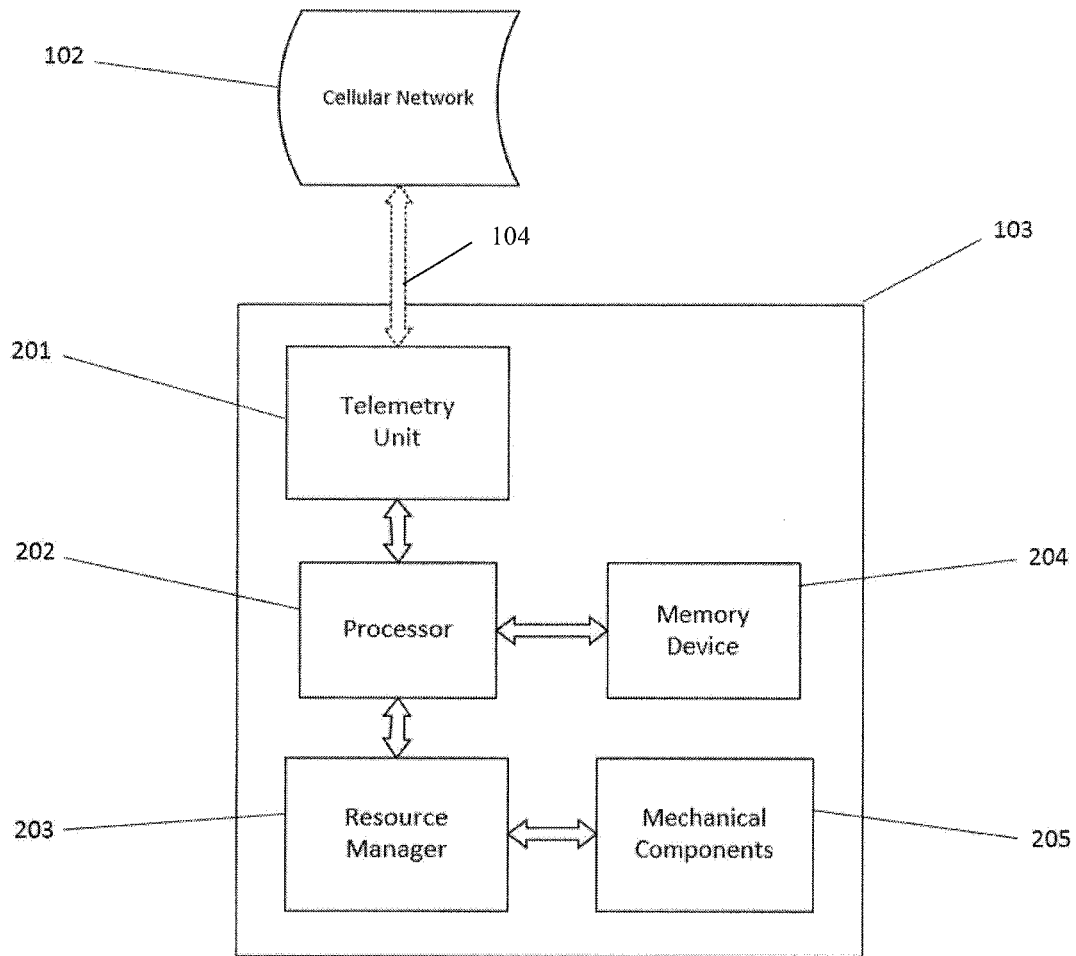 102
Cellular Network
104
103
201
Telemetry
Unit
202
Processor
204
Memory
Device
203
Resource
Manager
Mechanical
Components
205